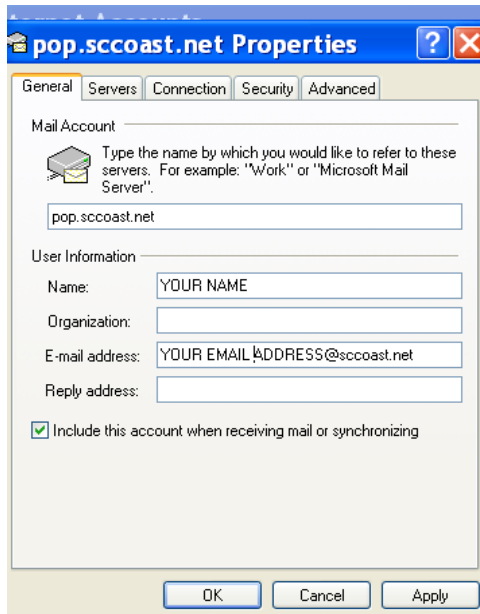 pop.sccoast.net Properties
General Servers Connection Security Advanced
Mail Account
Type the name by which you would like to refer to these
servers. For example: "Work" or "Microsoft Mail
Server".
pop.sccoast.net
User Information
Name: YOUR NAME
Organization:
E-mail address: YOUR EMAIL ADDRESS@sccoast.net
Reply address:
Include this account when receiving mail or synchronizing
OK Cancel Apply